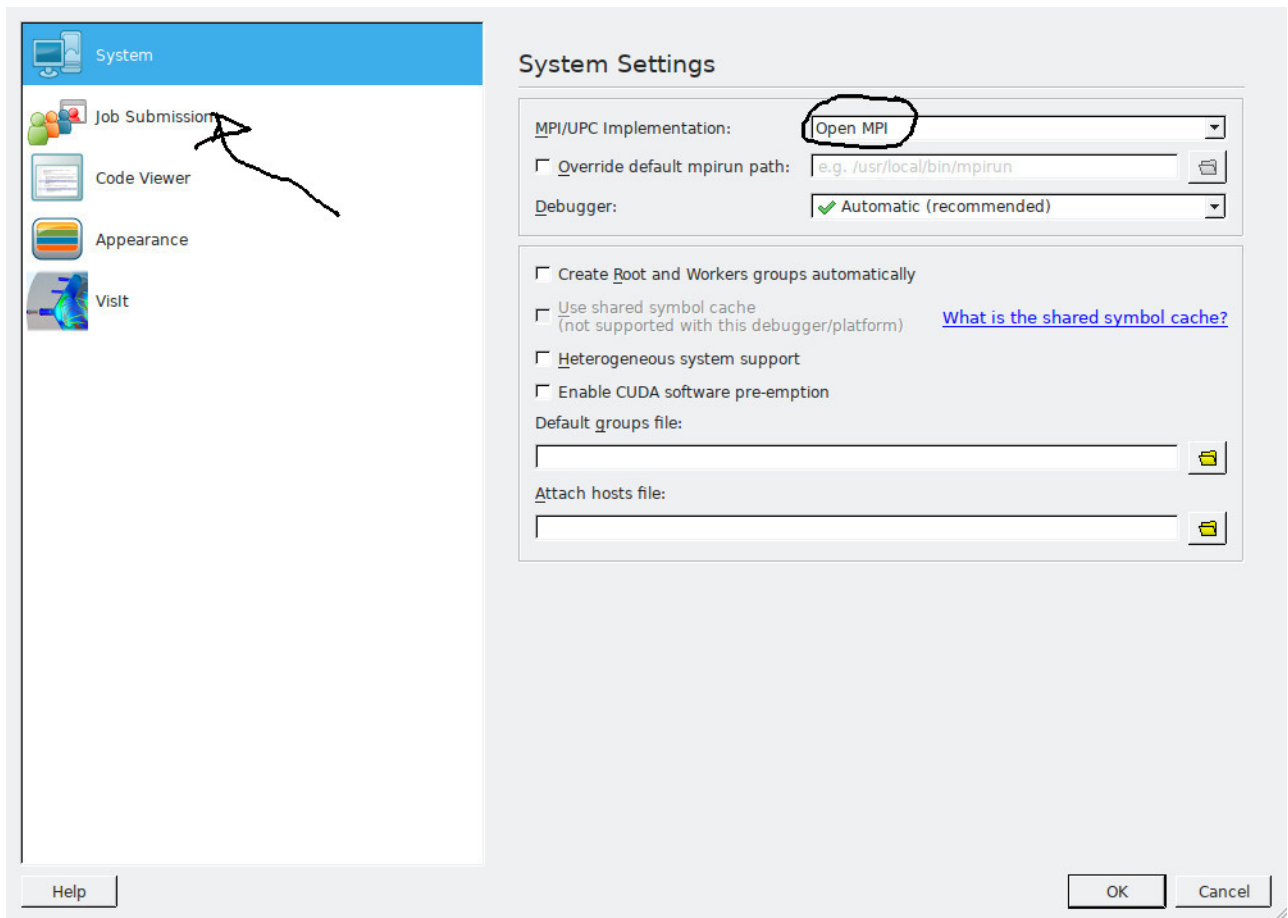 System
Job Submission
Code Viewer
Appearance
VisIt
System Settings
MPI/UPC Implementation:
Open MPI
Override default mpirun path:
e.g. /usr/local/bin/mpirun
Debugger:
Automatic (recommended)
Create Root and Workers groups automatically
Use shared symbol cache
(not supported with this debugger/platform)
What is the shared symbol cache?
Heterogeneous system support
Enable CUDA software pre-emption
Default groups file:
Attach hosts file:
Help
OK
Cancel